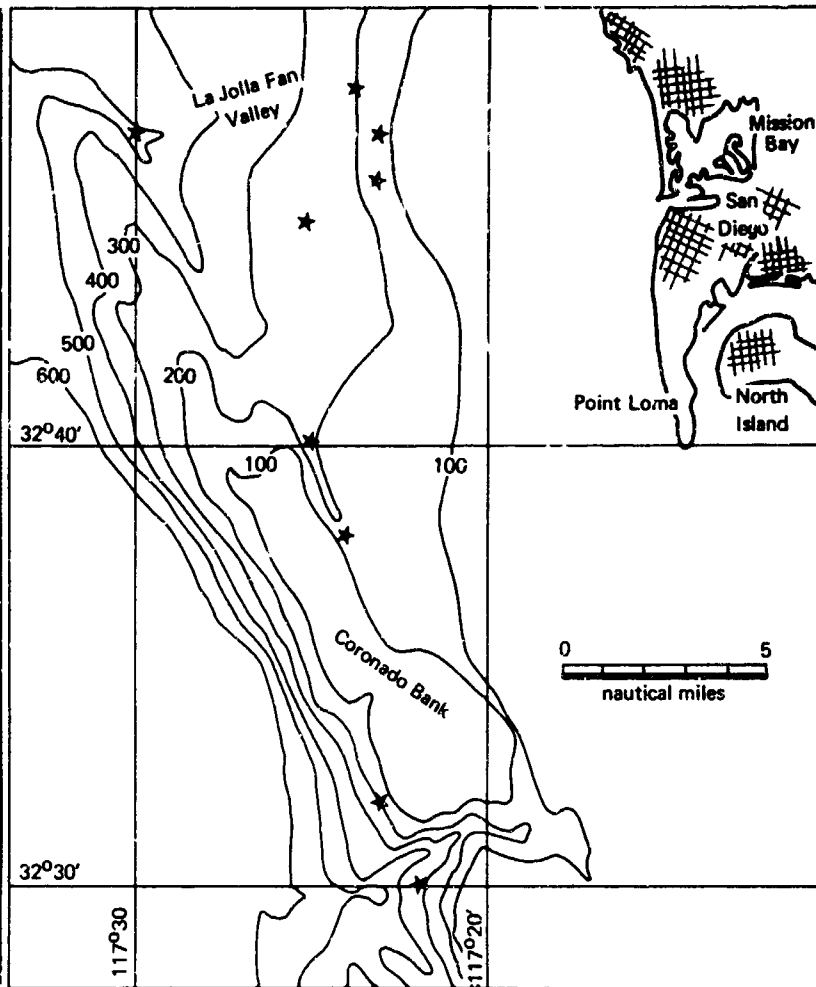 La Jolla Fan
Valley
Mission
Bay
San
Diego
300
400
500
600
200
Point Loma
North
Island
32°40'
100
100
Coronado Bank
0 5
nautical miles
32°30'
117°30
117°20'